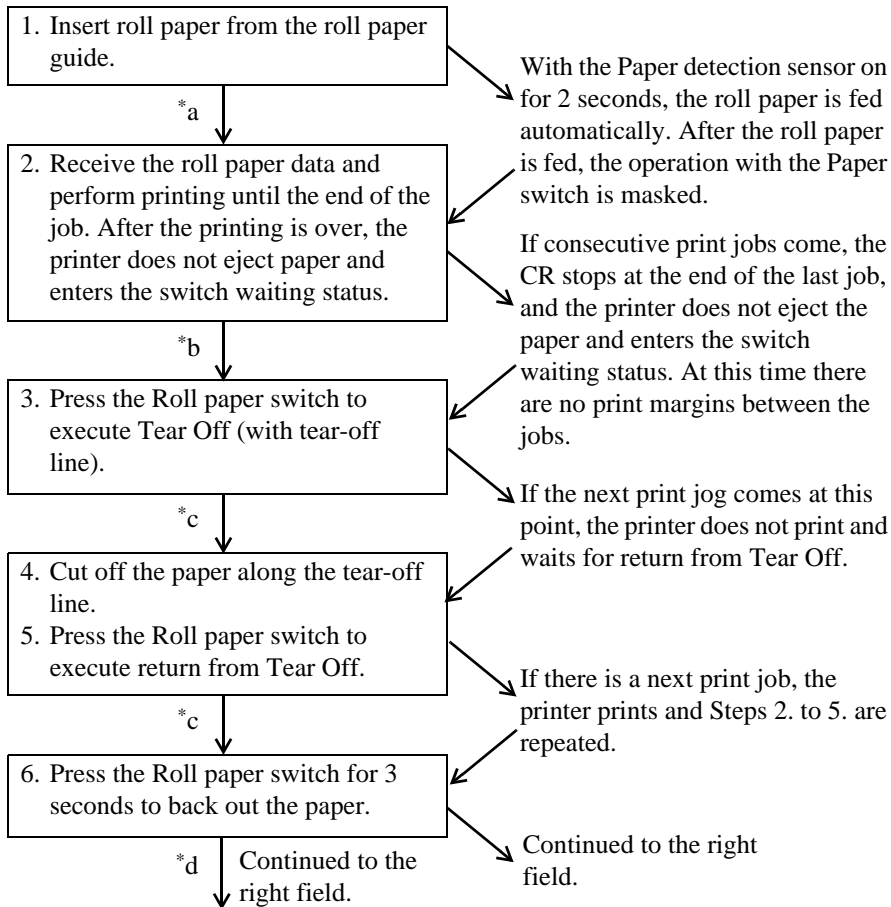 1. Insert roll paper from the roll paper
guide.
With the Paper detection sensor on
for 2 seconds, the roll paper is fed
automatically. After the roll paper
is fed, the operation with the Paper
switch is masked.
*a
2. Receive the roll paper data and
perform printing until the end of the
job. After the printing is over, the
printer does not eject paper and
enters the switch waiting status.
If consecutive print jobs come, the
CR stops at the end of the last job,
and the printer does not eject the
paper and enters the switch
waiting status. At this time there
are no print margins between the
jobs.
*b
3. Press the Roll paper switch to
execute Tear Off (with tear-off
line).
If the next print jog comes at this
point, the printer does not print and
waits for return from Tear Off.
*c
4. Cut off the paper along the tear-off
line.
5. Press the Roll paper switch to
execute return from Tear Off.
If there is a next print job, the
printer prints and Steps 2. to 5. are
repeated.
*c
6. Press the Roll paper switch for 3
seconds to back out the paper.
Continued to the right
field.
*d
Continued to the
right field.